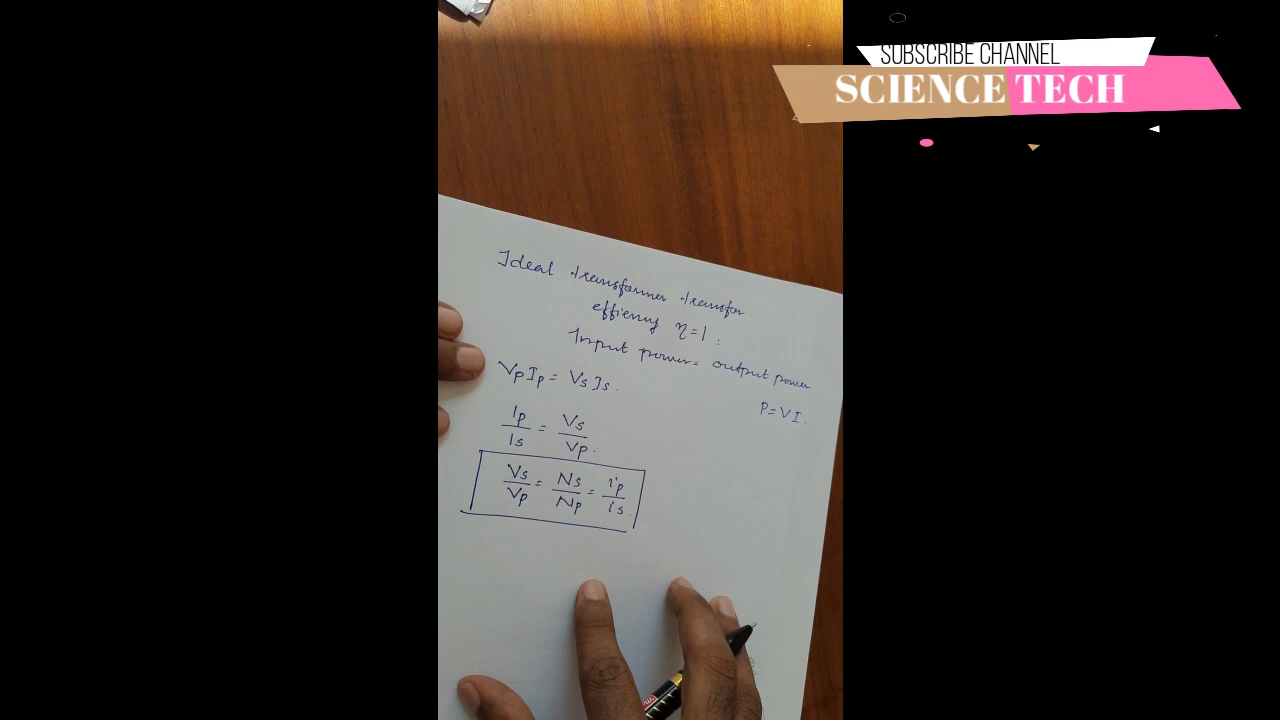 SUBSCRIBE CHANNEL
SCIENCE TECH
Ideal transformer transfer
effieny η=1.
Input power = output power
VpIp = VsIs.
P=VI.
Ip/Is = Vs/Vp.
Vs/Vp = Ns/Np = ip/is.